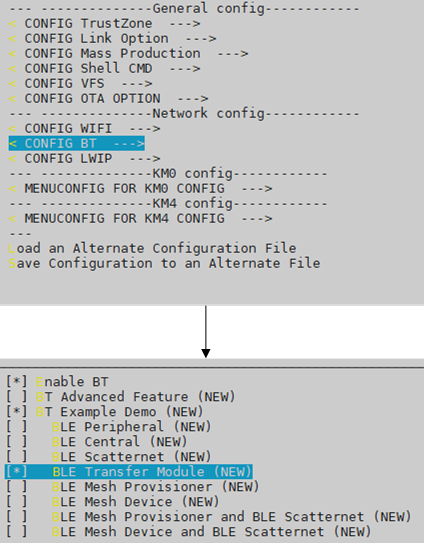 --- --------------General config------------
< CONFIG TrustZone  --->
< CONFIG Link Option  --->
< CONFIG Mass Production  --->
< CONFIG Shell CMD  --->
< CONFIG VFS  --->
< CONFIG OTA OPTION  --->
--- --------------Network config------------
< CONFIG WIFI  --->
< CONFIG BT  --->
< CONFIG LWIP  --->
--- --------------KM0 config------------
< MENUCONFIG FOR KM0 CONFIG  --->
--- --------------KM4 config------------
< MENUCONFIG FOR KM4 CONFIG  --->
---
Load an Alternate Configuration File
Save Configuration to an Alternate File
[*] Enable BT
[ ] BT Advanced Feature (NEW)
[*] BT Example Demo (NEW)
[ ]   BLE Peripheral (NEW)
[ ]   BLE Central (NEW)
[ ]   BLE Scatternet (NEW)
[*]   BLE Transfer Module (NEW)
[ ]   BLE Mesh Provisioner (NEW)
[ ]   BLE Mesh Device (NEW)
[ ]   BLE Mesh Provisioner and BLE Scatternet (NEW)
[ ]   BLE Mesh Device and BLE Scatternet (NEW)